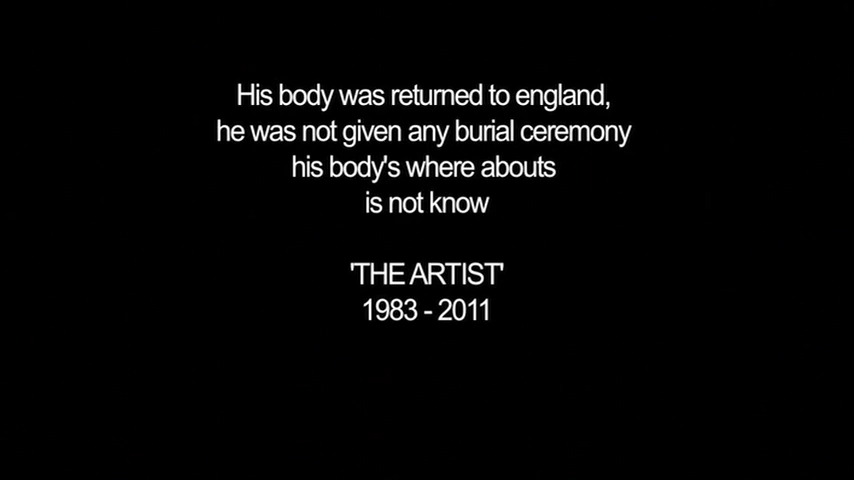 His body was returned to england,
he was not given any burial ceremony
his body's where abouts
is not know
'THE ARTIST'
1983 - 2011